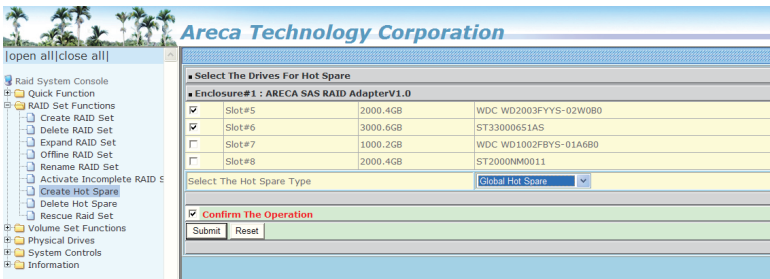 Areca Technology Corporation
|open all|close all|
Raid System Console
Quick Function
RAID Set Functions
Create RAID Set
Delete RAID Set
Expand RAID Set
Offline RAID Set
Rename RAID Set
Activate Incomplete RAID S
Create Hot Spare
Delete Hot Spare
Rescue Raid Set
Volume Set Functions
Physical Drives
System Controls
Information
Select The Drives For Hot Spare
Enclosure#1 : ARECA SAS RAID AdapterV1.0
Slot#5 2000.4GB WDC WD2003FYYS-02W0B0
Slot#6 3000.6GB ST33000651AS
Slot#7 1000.2GB WDC WD1002FBYS-01A6B0
Slot#8 2000.4GB ST2000NM0011
Select The Hot Spare Type Global Hot Spare
Confirm The Operation
Submit Reset